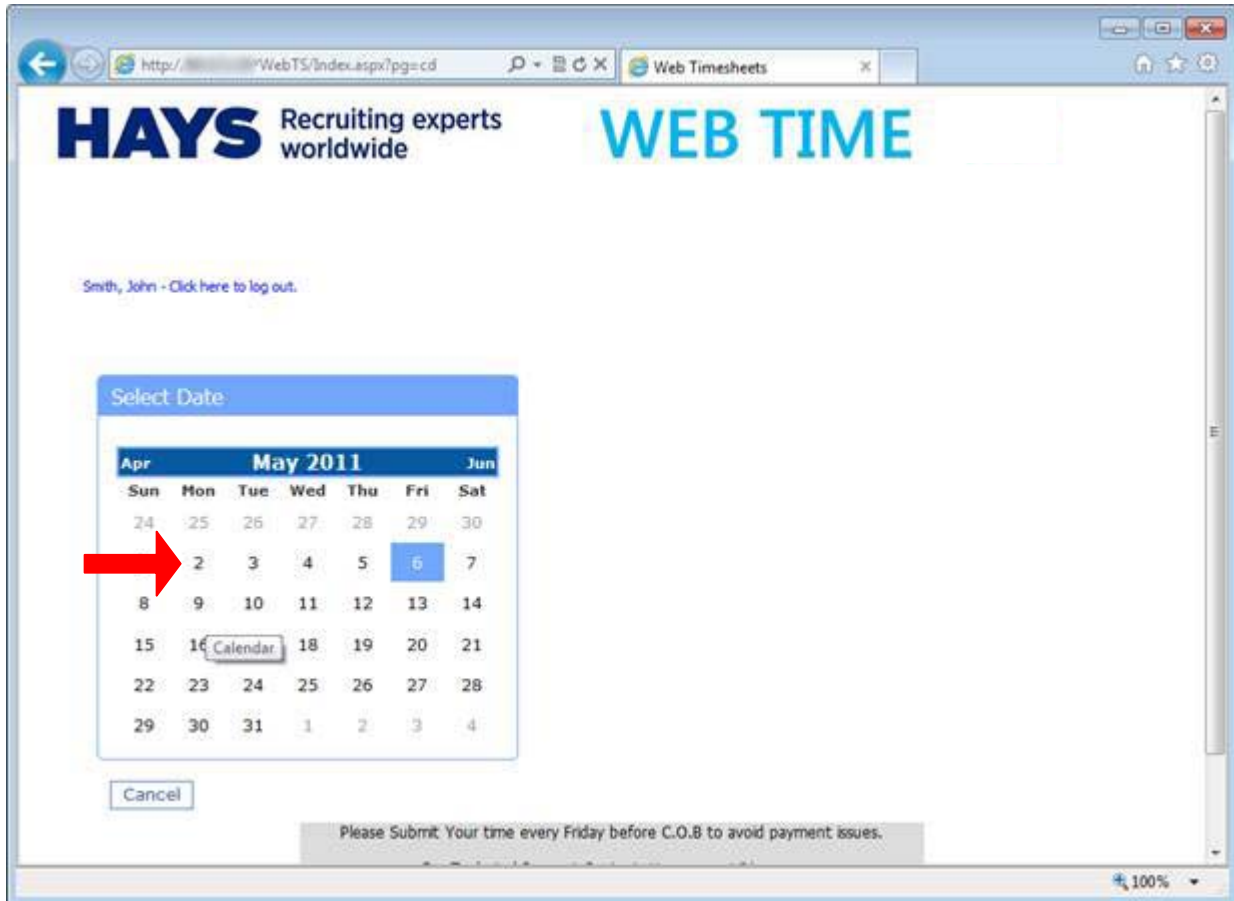 http:/ WebTS/Index.aspx?pg=cd
Web Timesheets
HAYS Recruiting experts worldwide
WEB TIME
Smith, John - Click here to log out.
Select Date
Apr May 2011 Jun
Sun Mon Tue Wed Thu Fri Sat
24 25 26 27 28 29 30
2 3 4 5 6 7
8 9 10 11 12 13 14
15 16 Calendar 18 19 20 21
22 23 24 25 26 27 28
29 30 31 1 2 3 4
Cancel
Please Submit Your time every Friday before C.O.B to avoid payment issues.
100%